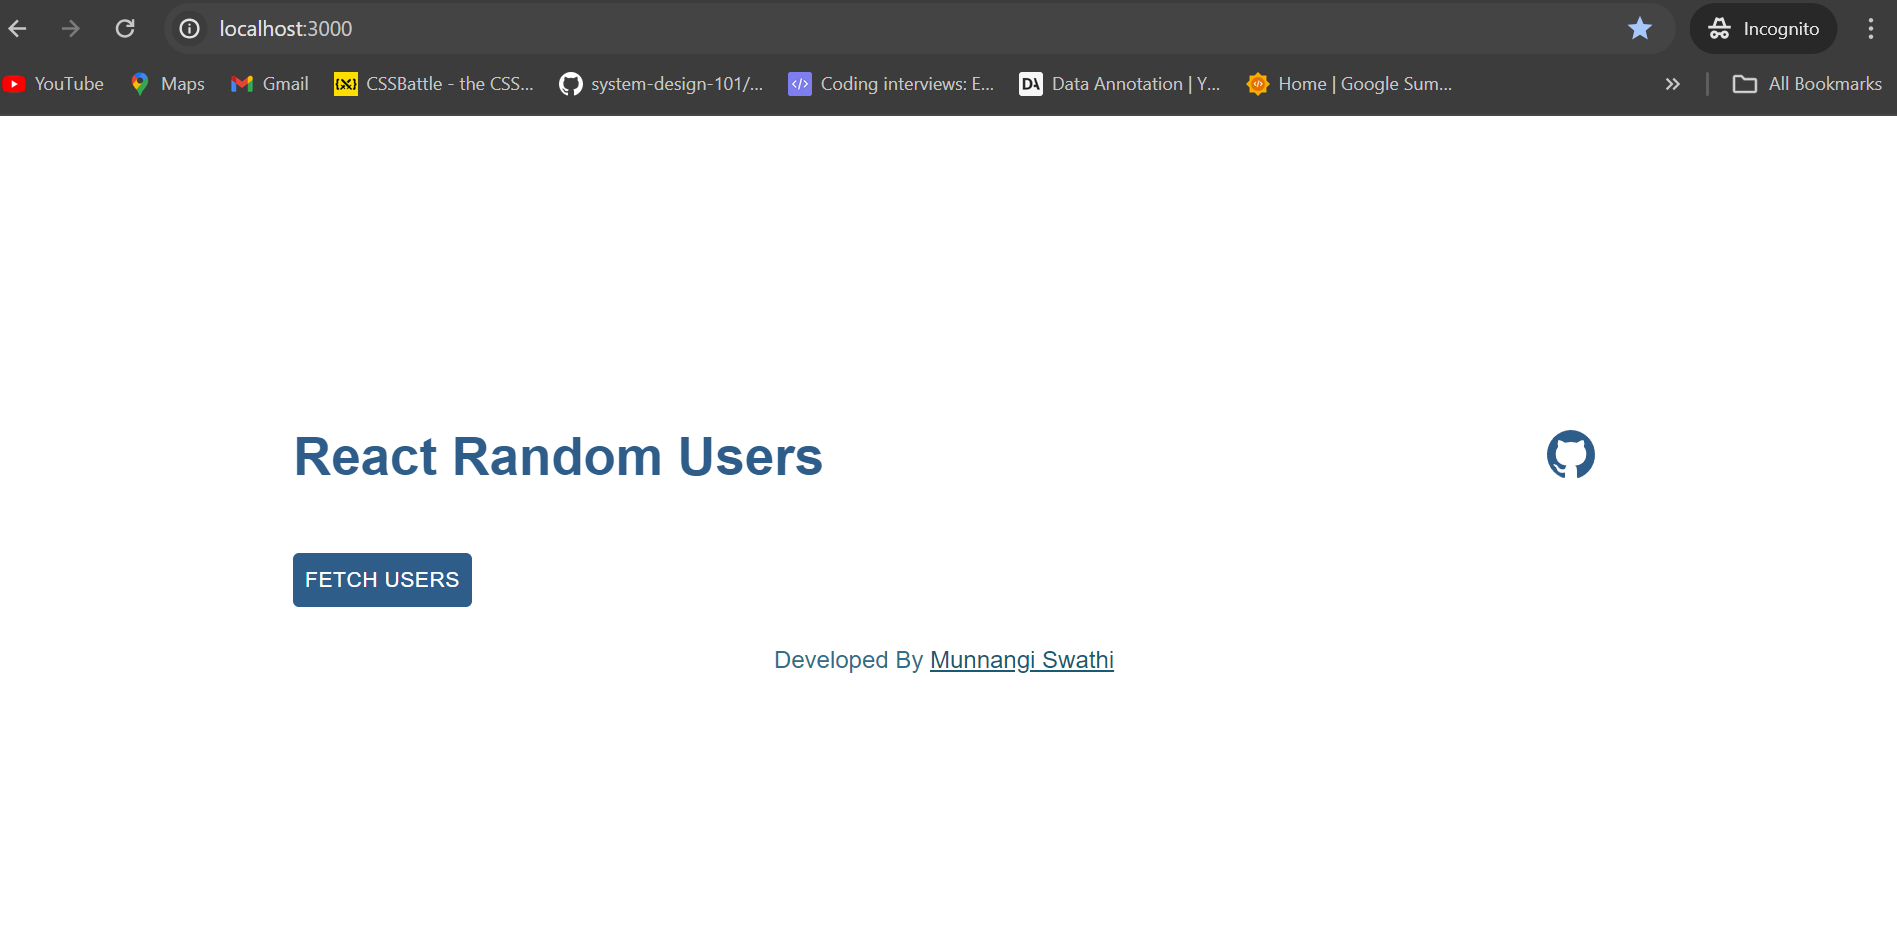 localhost:3000
Incognito
YouTube Maps Gmail CSSBattle - the CSS... system-design-101/... Coding interviews: E... DA Data Annotation | Y... Home | Google Sum... All Bookmarks
React Random Users
FETCH USERS
Developed By Munnangi Swathi